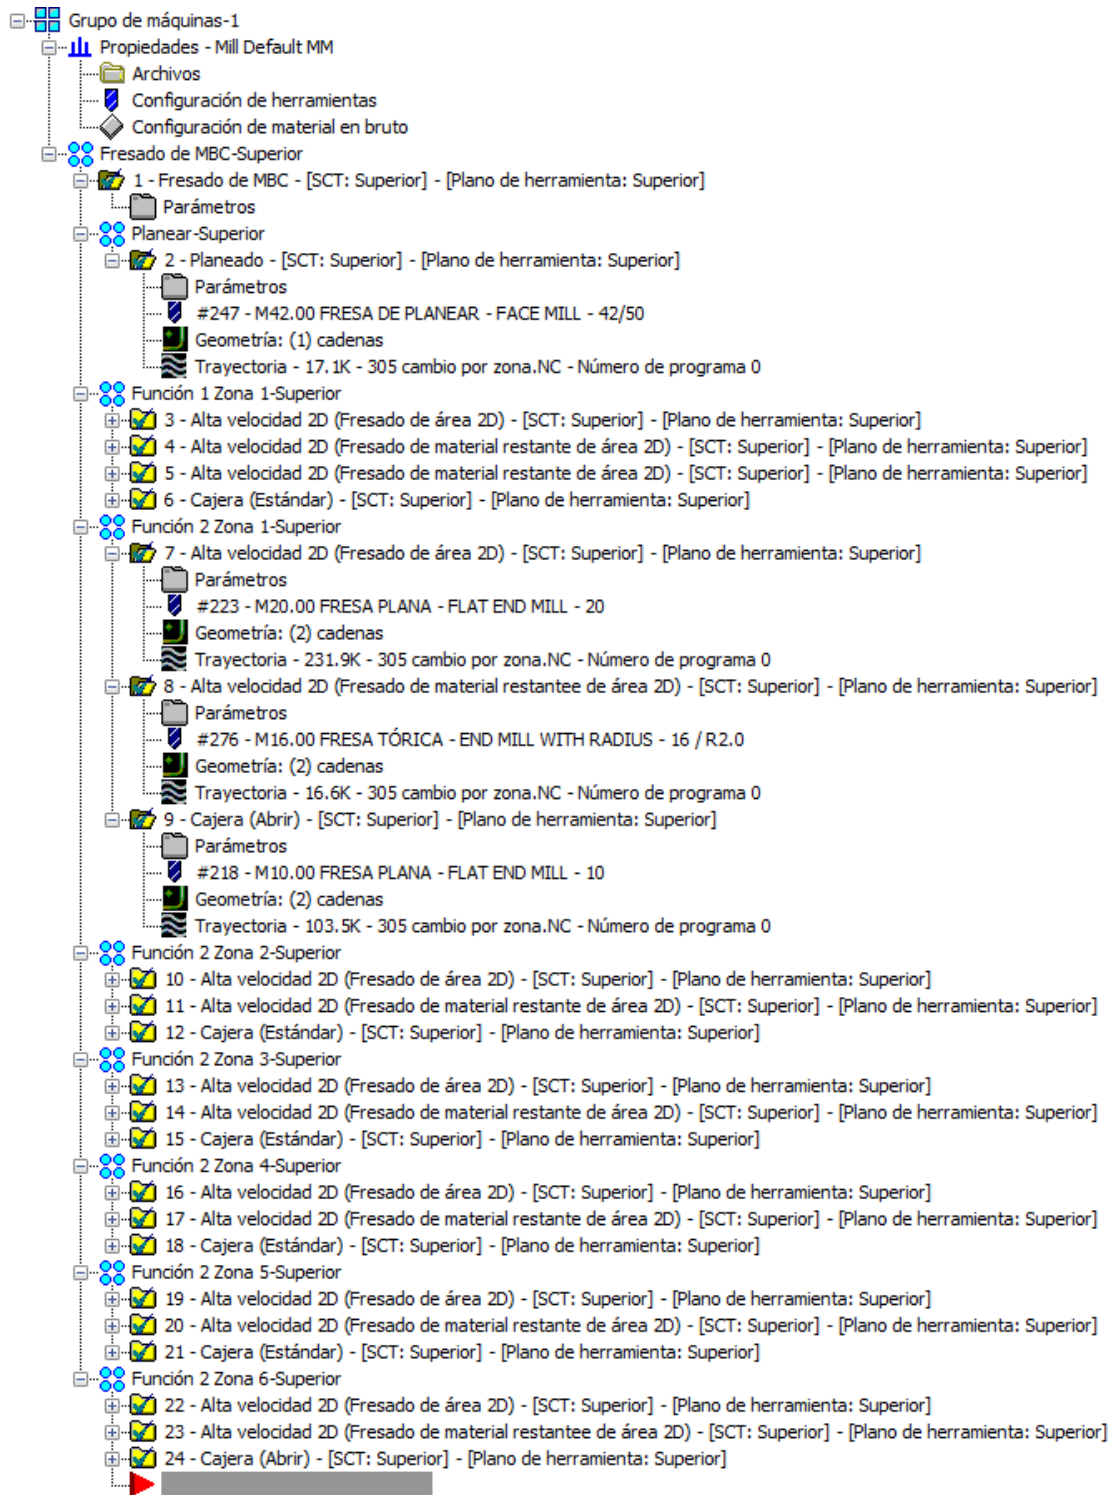 Grupo de máquinas-1
Propiedades - Mill Default MM
Archivos
Configuración de herramientas
Configuración de material en bruto
Fresado de MBC-Superior
1 - Fresado de MBC - [SCT: Superior] - [Plano de herramienta: Superior]
Parámetros
Planear-Superior
2 - Planeado - [SCT: Superior] - [Plano de herramienta: Superior]
Parámetros
#247 - M42.00 FRESA DE PLANEAR - FACE MILL - 42/50
Geometría: (1) cadenas
Trayectoria - 17.1K - 305 cambio por zona.NC - Número de programa 0
Función 1 Zona 1-Superior
3 - Alta velocidad 2D (Fresado de área 2D) - [SCT: Superior] - [Plano de herramienta: Superior]
4 - Alta velocidad 2D (Fresado de material restante de área 2D) - [SCT: Superior] - [Plano de herramienta: Superior]
5 - Alta velocidad 2D (Fresado de material restante de área 2D) - [SCT: Superior] - [Plano de herramienta: Superior]
6 - Cajera (Estándar) - [SCT: Superior] - [Plano de herramienta: Superior]
Función 2 Zona 1-Superior
7 - Alta velocidad 2D (Fresado de área 2D) - [SCT: Superior] - [Plano de herramienta: Superior]
Parámetros
#223 - M20.00 FRESA PLANA - FLAT END MILL - 20
Geometría: (2) cadenas
Trayectoria - 231.9K - 305 cambio por zona.NC - Número de programa 0
8 - Alta velocidad 2D (Fresado de material restantee de área 2D) - [SCT: Superior] - [Plano de herramienta: Superior]
Parámetros
#276 - M16.00 FRESA TÓRICA - END MILL WITH RADIUS - 16 / R2.0
Geometría: (2) cadenas
Trayectoria - 16.6K - 305 cambio por zona.NC - Número de programa 0
9 - Cajera (Abrir) - [SCT: Superior] - [Plano de herramienta: Superior]
Parámetros
#218 - M10.00 FRESA PLANA - FLAT END MILL - 10
Geometría: (2) cadenas
Trayectoria - 103.5K - 305 cambio por zona.NC - Número de programa 0
Función 2 Zona 2-Superior
10 - Alta velocidad 2D (Fresado de área 2D) - [SCT: Superior] - [Plano de herramienta: Superior]
11 - Alta velocidad 2D (Fresado de material restante de área 2D) - [SCT: Superior] - [Plano de herramienta: Superior]
12 - Cajera (Estándar) - [SCT: Superior] - [Plano de herramienta: Superior]
Función 2 Zona 3-Superior
13 - Alta velocidad 2D (Fresado de área 2D) - [SCT: Superior] - [Plano de herramienta: Superior]
14 - Alta velocidad 2D (Fresado de material restante de área 2D) - [SCT: Superior] - [Plano de herramienta: Superior]
15 - Cajera (Estándar) - [SCT: Superior] - [Plano de herramienta: Superior]
Función 2 Zona 4-Superior
16 - Alta velocidad 2D (Fresado de área 2D) - [SCT: Superior] - [Plano de herramienta: Superior]
17 - Alta velocidad 2D (Fresado de material restante de área 2D) - [SCT: Superior] - [Plano de herramienta: Superior]
18 - Cajera (Estándar) - [SCT: Superior] - [Plano de herramienta: Superior]
Función 2 Zona 5-Superior
19 - Alta velocidad 2D (Fresado de área 2D) - [SCT: Superior] - [Plano de herramienta: Superior]
20 - Alta velocidad 2D (Fresado de material restante de área 2D) - [SCT: Superior] - [Plano de herramienta: Superior]
21 - Cajera (Estándar) - [SCT: Superior] - [Plano de herramienta: Superior]
Función 2 Zona 6-Superior
22 - Alta velocidad 2D (Fresado de área 2D) - [SCT: Superior] - [Plano de herramienta: Superior]
23 - Alta velocidad 2D (Fresado de material restantee de área 2D) - [SCT: Superior] - [Plano de herramienta: Superior]
24 - Cajera (Abrir) - [SCT: Superior] - [Plano de herramienta: Superior]